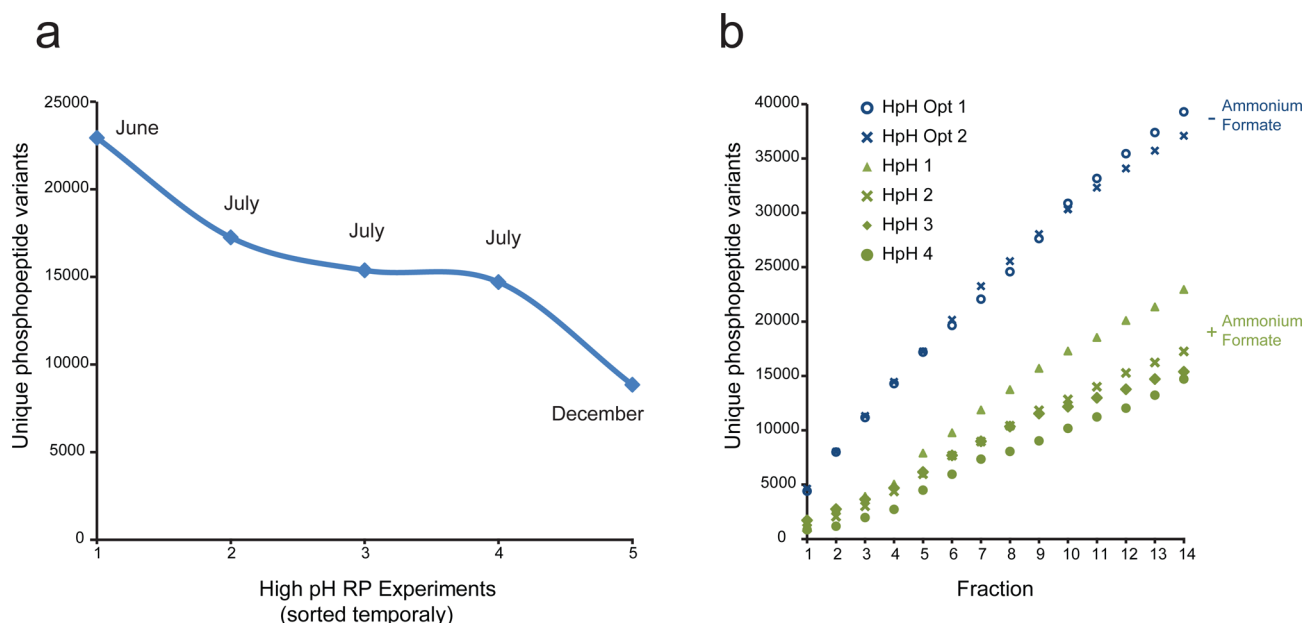 a
25000
20000
15000
10000
5000
0
1
2
3
4
5
June
July
July
July
December
Unique phosphopeptide variants
High pH RP Experiments
(sorted temporaly)
b
40000
35000
30000
25000
20000
15000
10000
5000
0
1
2
3
4
5
6
7
8
9
10
11
12
13
14
HpH Opt 1
HpH Opt 2
HpH 1
HpH 2
HpH 3
HpH 4
- Ammonium
Formate
+ Ammonium
Formate
Unique phosphopeptide variants
Fraction